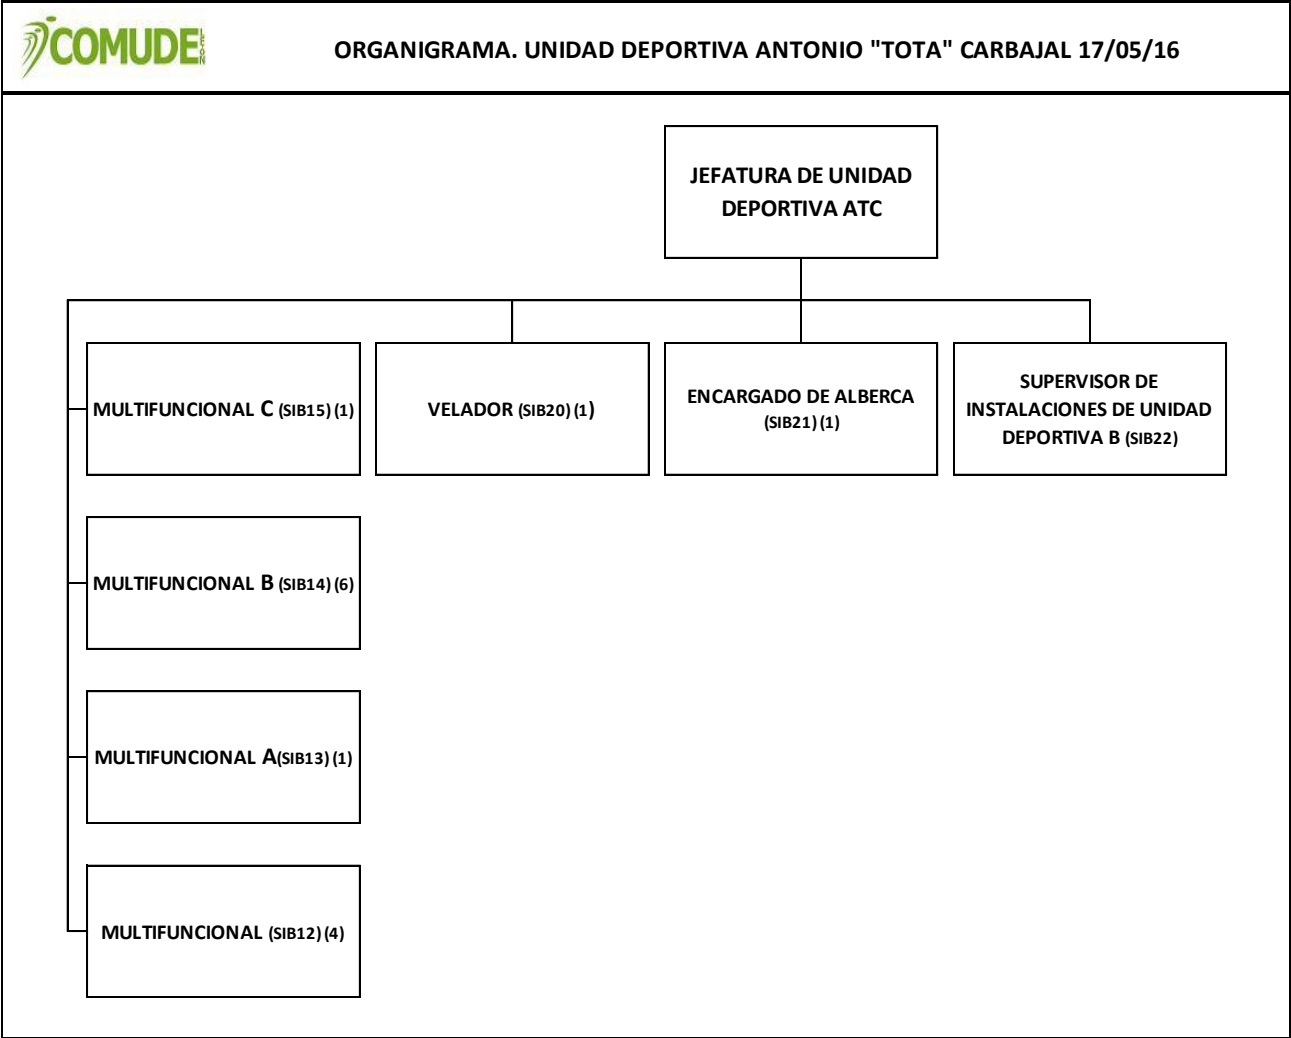 COMUDE
LEÓN
ORGANIGRAMA. UNIDAD DEPORTIVA ANTONIO "TOTA" CARBAJAL 17/05/16
JEFATURA DE UNIDAD
DEPORTIVA ATC
MULTIFUNCIONAL C (SIB15) (1)
VELADOR (SIB20) (1)
ENCARGADO DE ALBERCA
(SIB21) (1)
SUPERVISOR DE
INSTALACIONES DE UNIDAD
DEPORTIVA B (SIB22)
MULTIFUNCIONAL B (SIB14) (6)
MULTIFUNCIONAL A(SIB13) (1)
MULTIFUNCIONAL (SIB12) (4)